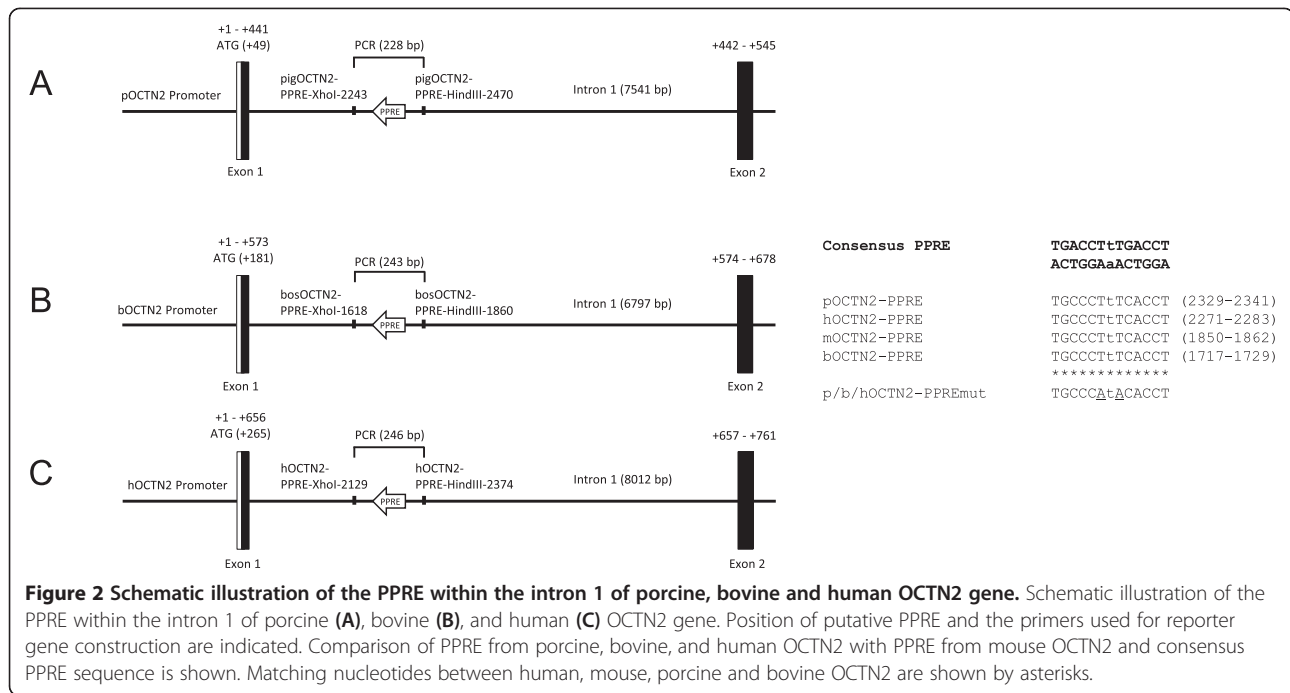 A
+1 - +441
ATG (+49)
PCR (228 bp)
+442 - +545
pOCTN2 Promoter
pigOCTN2-
PPRE-XhoI-2243
PPRE
pigOCTN2-
PPRE-HindIII-2470
Intron 1 (7541 bp)
Exon 1
Exon 2
B
+1 - +573
ATG (+181)
PCR (243 bp)
+574 - +678
bOCTN2 Promoter
bosOCTN2-
PPRE-XhoI-1618
PPRE
bosOCTN2-
PPRE-HindIII-1860
Intron 1 (6797 bp)
Exon 1
Exon 2
C
+1 - +656
ATG (+265)
PCR (246 bp)
+657 - +761
hOCTN2 Promoter
hOCTN2-
PPRE-XhoI-2129
PPRE
hOCTN2-
PPRE-HindIII-2374
Intron 1 (8012 bp)
Exon 1
Exon 2
Consensus PPRE TGACCTtTGACCT
ACTGGAaACTGGA
pOCTN2-PPRE TGCCCTtTCACCT (2329-2341)
hOCTN2-PPRE TGCCCTtTCACCT (2271-2283)
mOCTN2-PPRE TGCCCTtTCACCT (1850-1862)
bOCTN2-PPRE TGCCCTtTCACCT (1717-1729)
*************
p/b/hOCTN2-PPREmut TGCCCAtACACCT
Figure 2 Schematic illustration of the PPRE within the intron 1 of porcine, bovine and human OCTN2 gene. Schematic illustration of the
PPRE within the intron 1 of porcine (A), bovine (B), and human (C) OCTN2 gene. Position of putative PPRE and the primers used for reporter
gene construction are indicated. Comparison of PPRE from porcine, bovine, and human OCTN2 with PPRE from mouse OCTN2 and consensus
PPRE sequence is shown. Matching nucleotides between human, mouse, porcine and bovine OCTN2 are shown by asterisks.